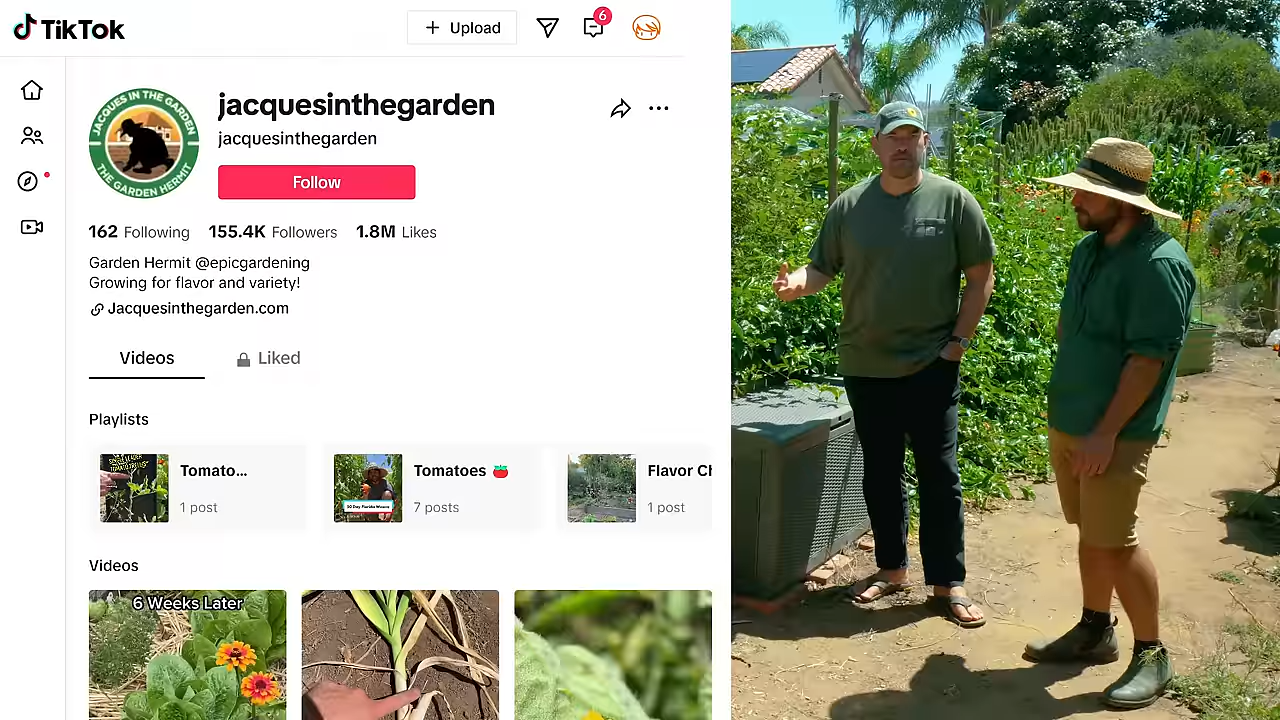 TikTok
Upload
6
JACQUES IN THE GARDEN
THE GARDEN HERMIT
jacquesinthegarden
jacquesinthegarden
Follow
162 Following 155.4K Followers 1.8M Likes
Garden Hermit @epicgardening
Growing for flavor and variety!
Jacquesinthegarden.com
Videos
Liked
Playlists
Tomato...
1 post
Tomatoes 🍅
7 posts
Flavor Ch
1 post
Videos
6 Weeks Later